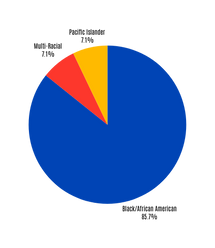 Pacific Islander
7.1%
Multi-Racial
7.1%
Black/African American
85.7%